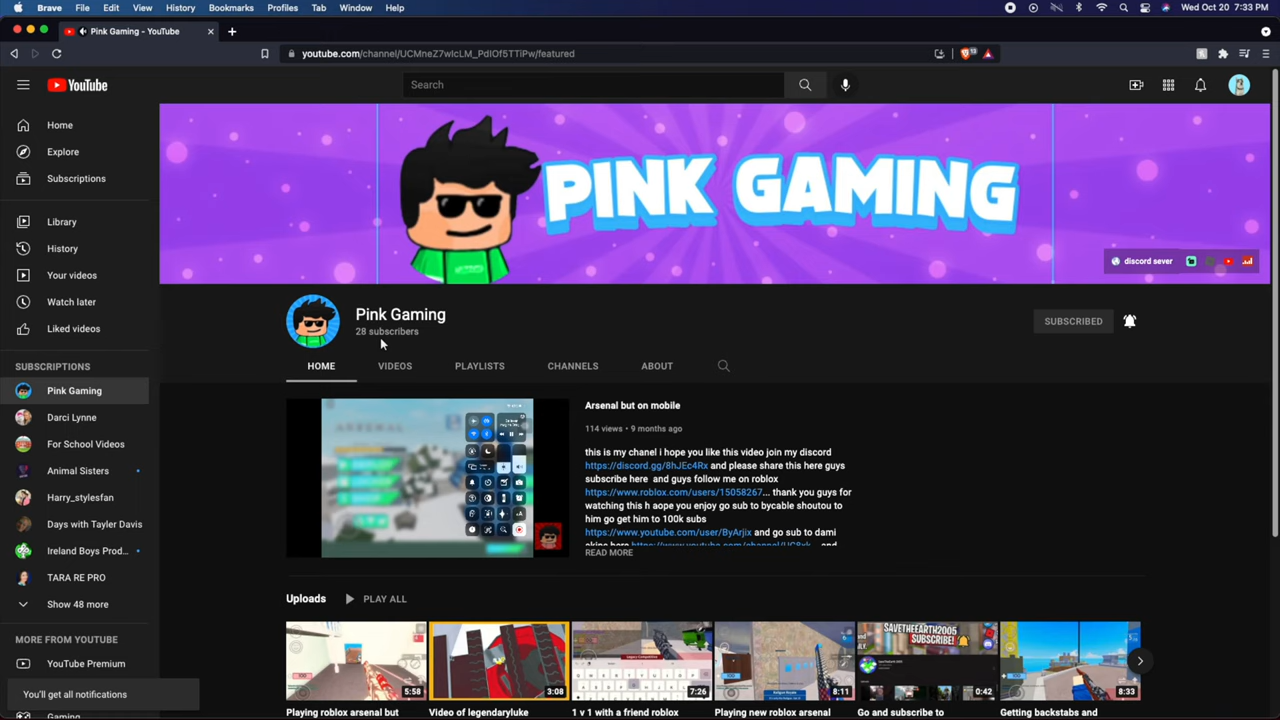 Brave File Edit View History Bookmarks Profiles Tab Window Help
Wed Oct 20 7:33 PM
Pink Gaming - YouTube
youtube.com/channel/UCMneZ7wIcLM_PdIOf5TTiPw/featured
13
YouTube
Search
Home
Explore
Subscriptions
Library
History
Your videos
Watch later
Liked videos
SUBSCRIPTIONS
Pink Gaming
Darci Lynne
For School Videos
Animal Sisters
Harry_stylesfan
Days with Tayler Davis
Ireland Boys Prod...
TARA RE PRO
Show 48 more
MORE FROM YOUTUBE
YouTube Premium
Gaming
You'll get all notifications
PINK GAMING
discord sever
Pink Gaming
28 subscribers
SUBSCRIBED
HOME VIDEOS PLAYLISTS CHANNELS ABOUT
Arsenal but on mobile
114 views • 9 months ago
this is my chanel i hope you like this video join my discord
https://discord.gg/8hJEc4Rx and please share this here guys
subscribe here and guys follow me on roblox
https://www.roblox.com/users/15058267... thank you guys for
watching this h aope you enjoy go sub to bycable shoutou to
him go get him to 100k subs
https://www.youtube.com/user/ByArjix and go sub to dami
READ MORE
Uploads PLAY ALL
SAVETHEEARTH2005
SUBSCRIBE!
5:58
3:08
7:26
8:11
0:42
8:33
Playing roblox arsenal but
Video of legendaryluke
1 v 1 with a friend roblox
Playing new roblox arsenal
Go and subscribe to
Getting backstabs and